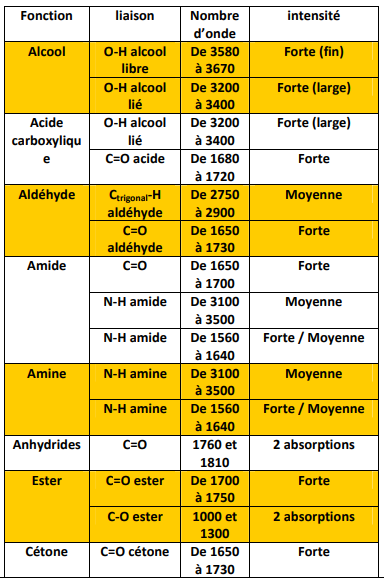 Fonction liaison Nombre d'onde intensité
Alcool O-H alcool libre De 3580 à 3670 Forte (fin)
O-H alcool lié De 3200 à 3400 Forte (large)
Acide carboxylique O-H alcool lié De 3200 à 3400 Forte (large)
C=O acide De 1680 à 1720 Forte
Aldéhyde Ctrigonal-H aldéhyde De 2750 à 2900 Moyenne
C=O aldéhyde De 1650 à 1730 Forte
Amide C=O De 1650 à 1700 Forte
N-H amide De 3100 à 3500 Moyenne
N-H amide De 1560 à 1640 Forte / Moyenne
Amine N-H amine De 3100 à 3500 Moyenne
N-H amine De 1560 à 1640 Forte / Moyenne
Anhydrides C=O 1760 et 1810 2 absorptions
Ester C=O ester De 1700 à 1750 Forte
C-O ester 1000 et 1300 2 absorptions
Cétone C=O cétone De 1650 à 1730 Forte